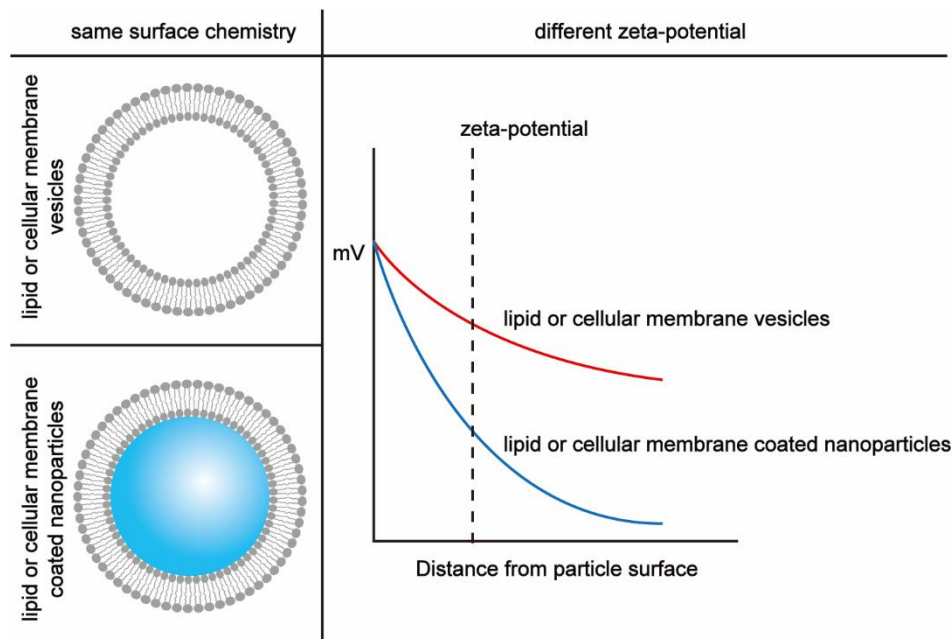 same surface chemistry
different zeta-potential
lipid or cellular membrane
vesicles
zeta-potential
mV
lipid or cellular membrane vesicles
lipid or cellular membrane
coated nanoparticles
lipid or cellular membrane coated nanoparticles
Distance from particle surface